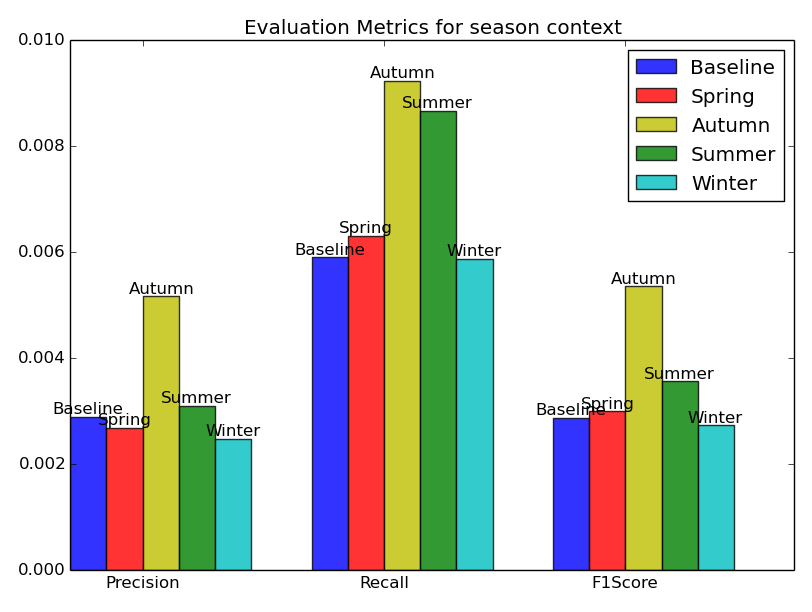 Evaluation Metrics for season context
0.010
0.008
0.006
0.004
0.002
0.000
Baseline
Spring
Autumn
Summer
Winter
Baseline
Spring
Autumn
Summer
Winter
Baseline
Spring
Autumn
Summer
Winter
Baseline
Spring
Autumn
Summer
Winter
Precision
Recall
F1Score